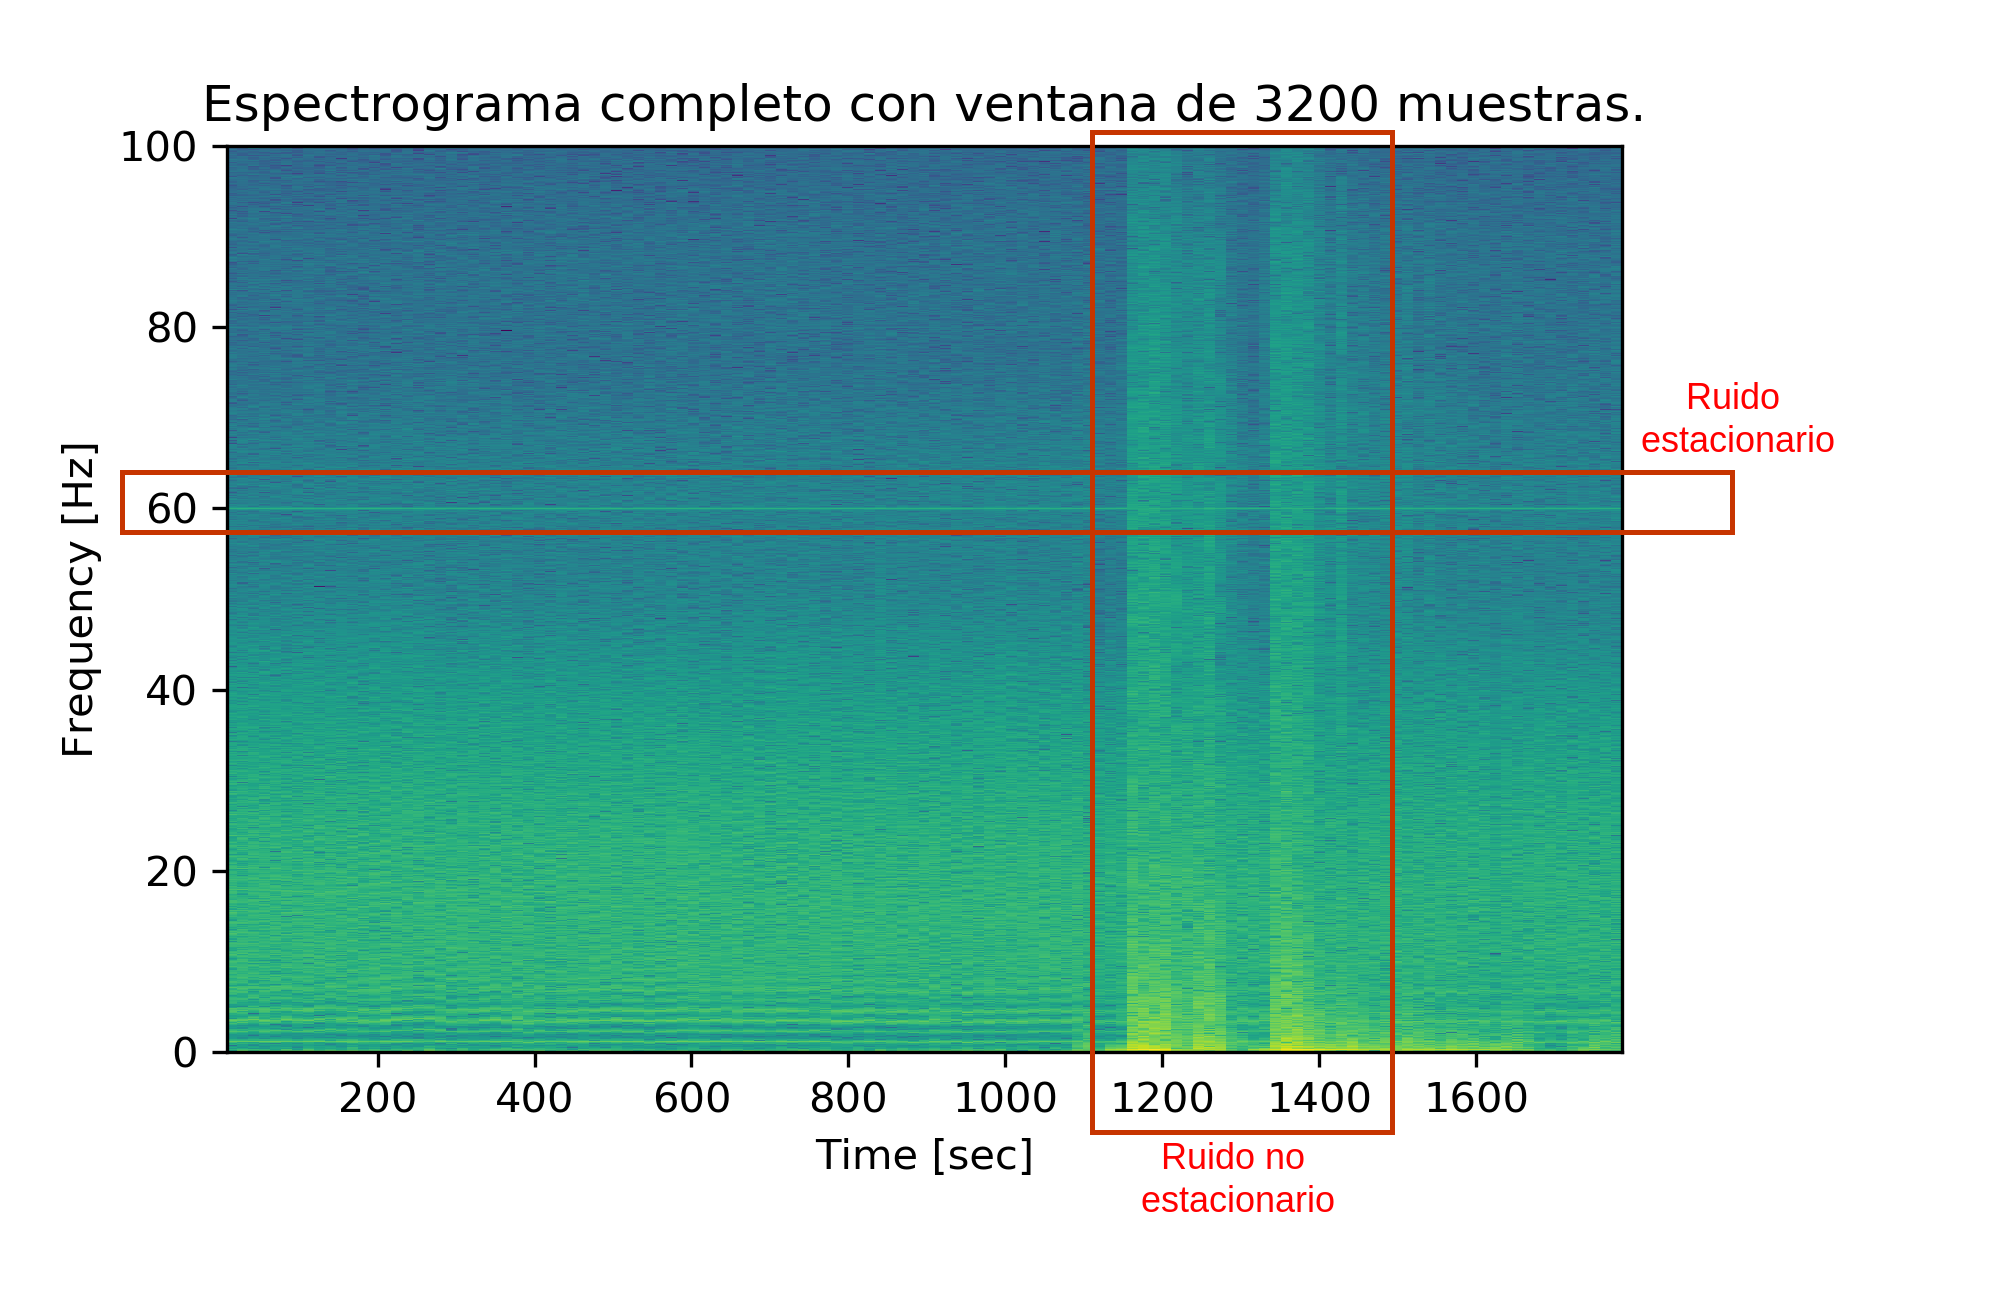 Espectrograma completo con ventana de 3200 muestras.
100
80
60
40
20
0
Frequency [Hz]
Ruido
estacionario
200 400 600 800 1000 1200 1400 1600
Time [sec]
Ruido no
estacionario